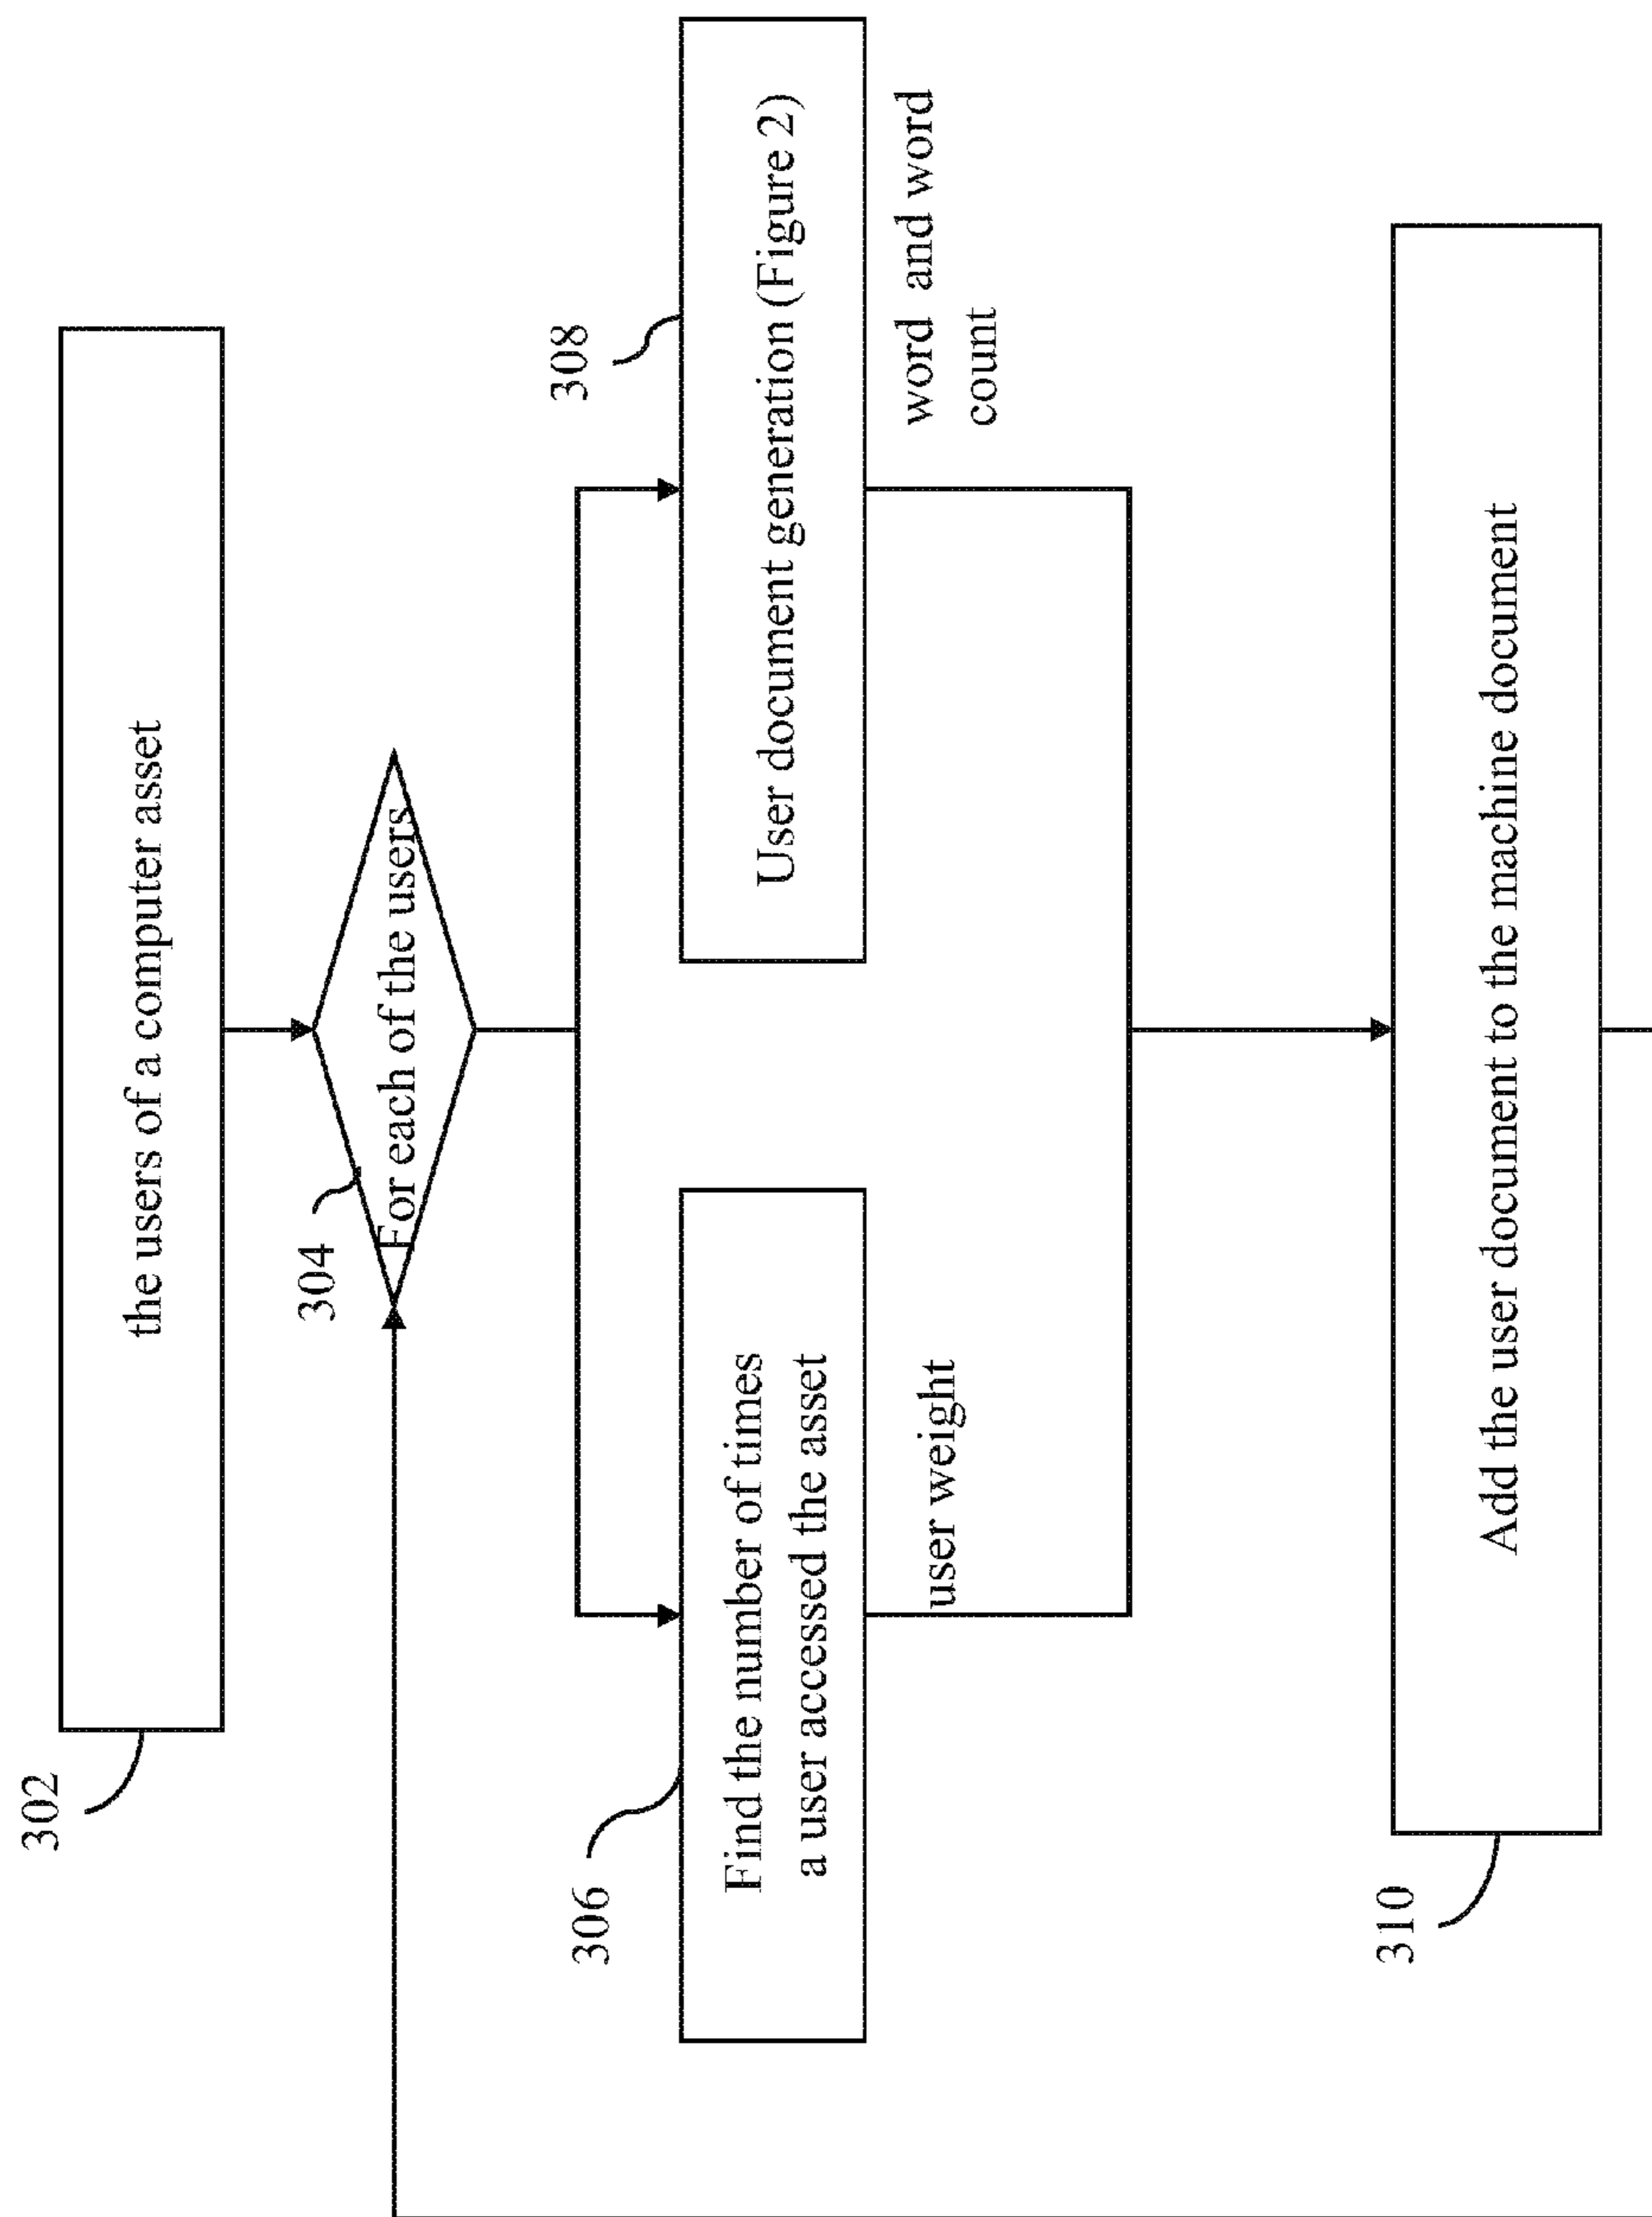 302
the users of a computer asset
304
For each of the users
306
Find the number of times
a user accessed the asset
308
User document generation (Figure 2)
user weight
word and word
count
310
Add the user document to the machine document